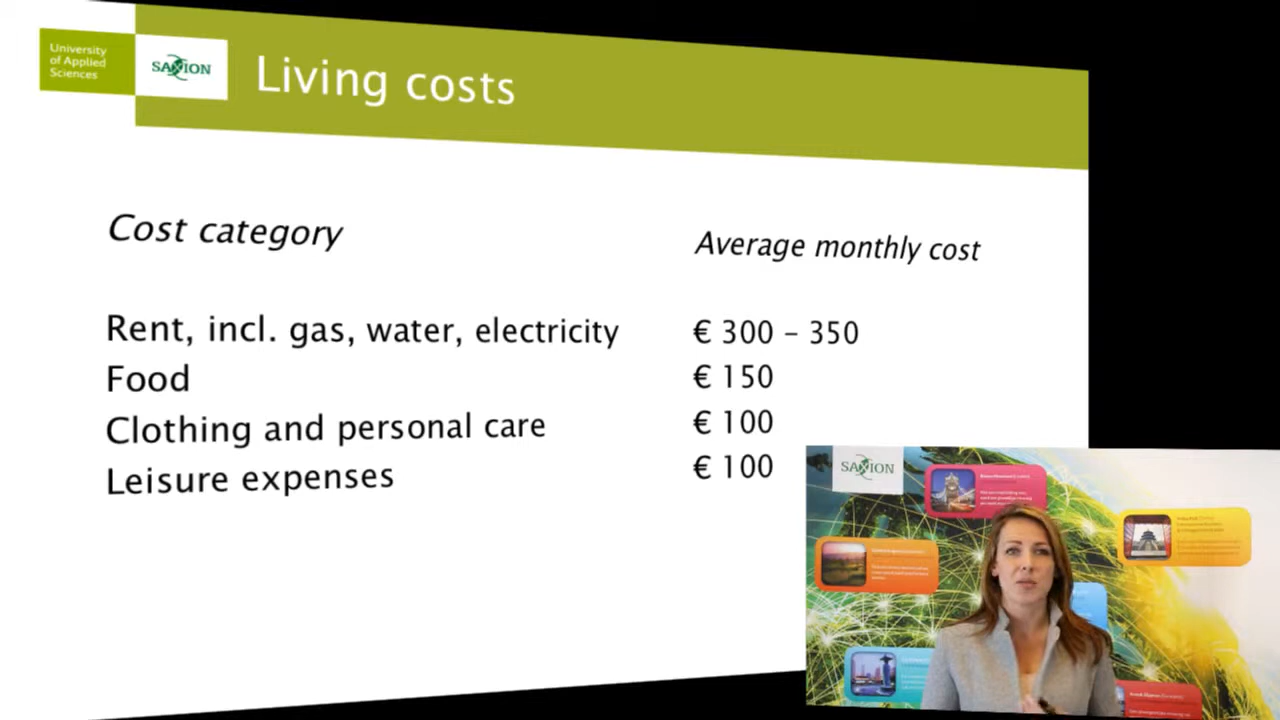 University
of Applied
Sciences
SAXION
Living costs
Cost category
Average monthly cost
Rent, incl. gas, water, electricity
€ 300 – 350
Food
€ 150
Clothing and personal care
€ 100
Leisure expenses
€ 100
SAXION